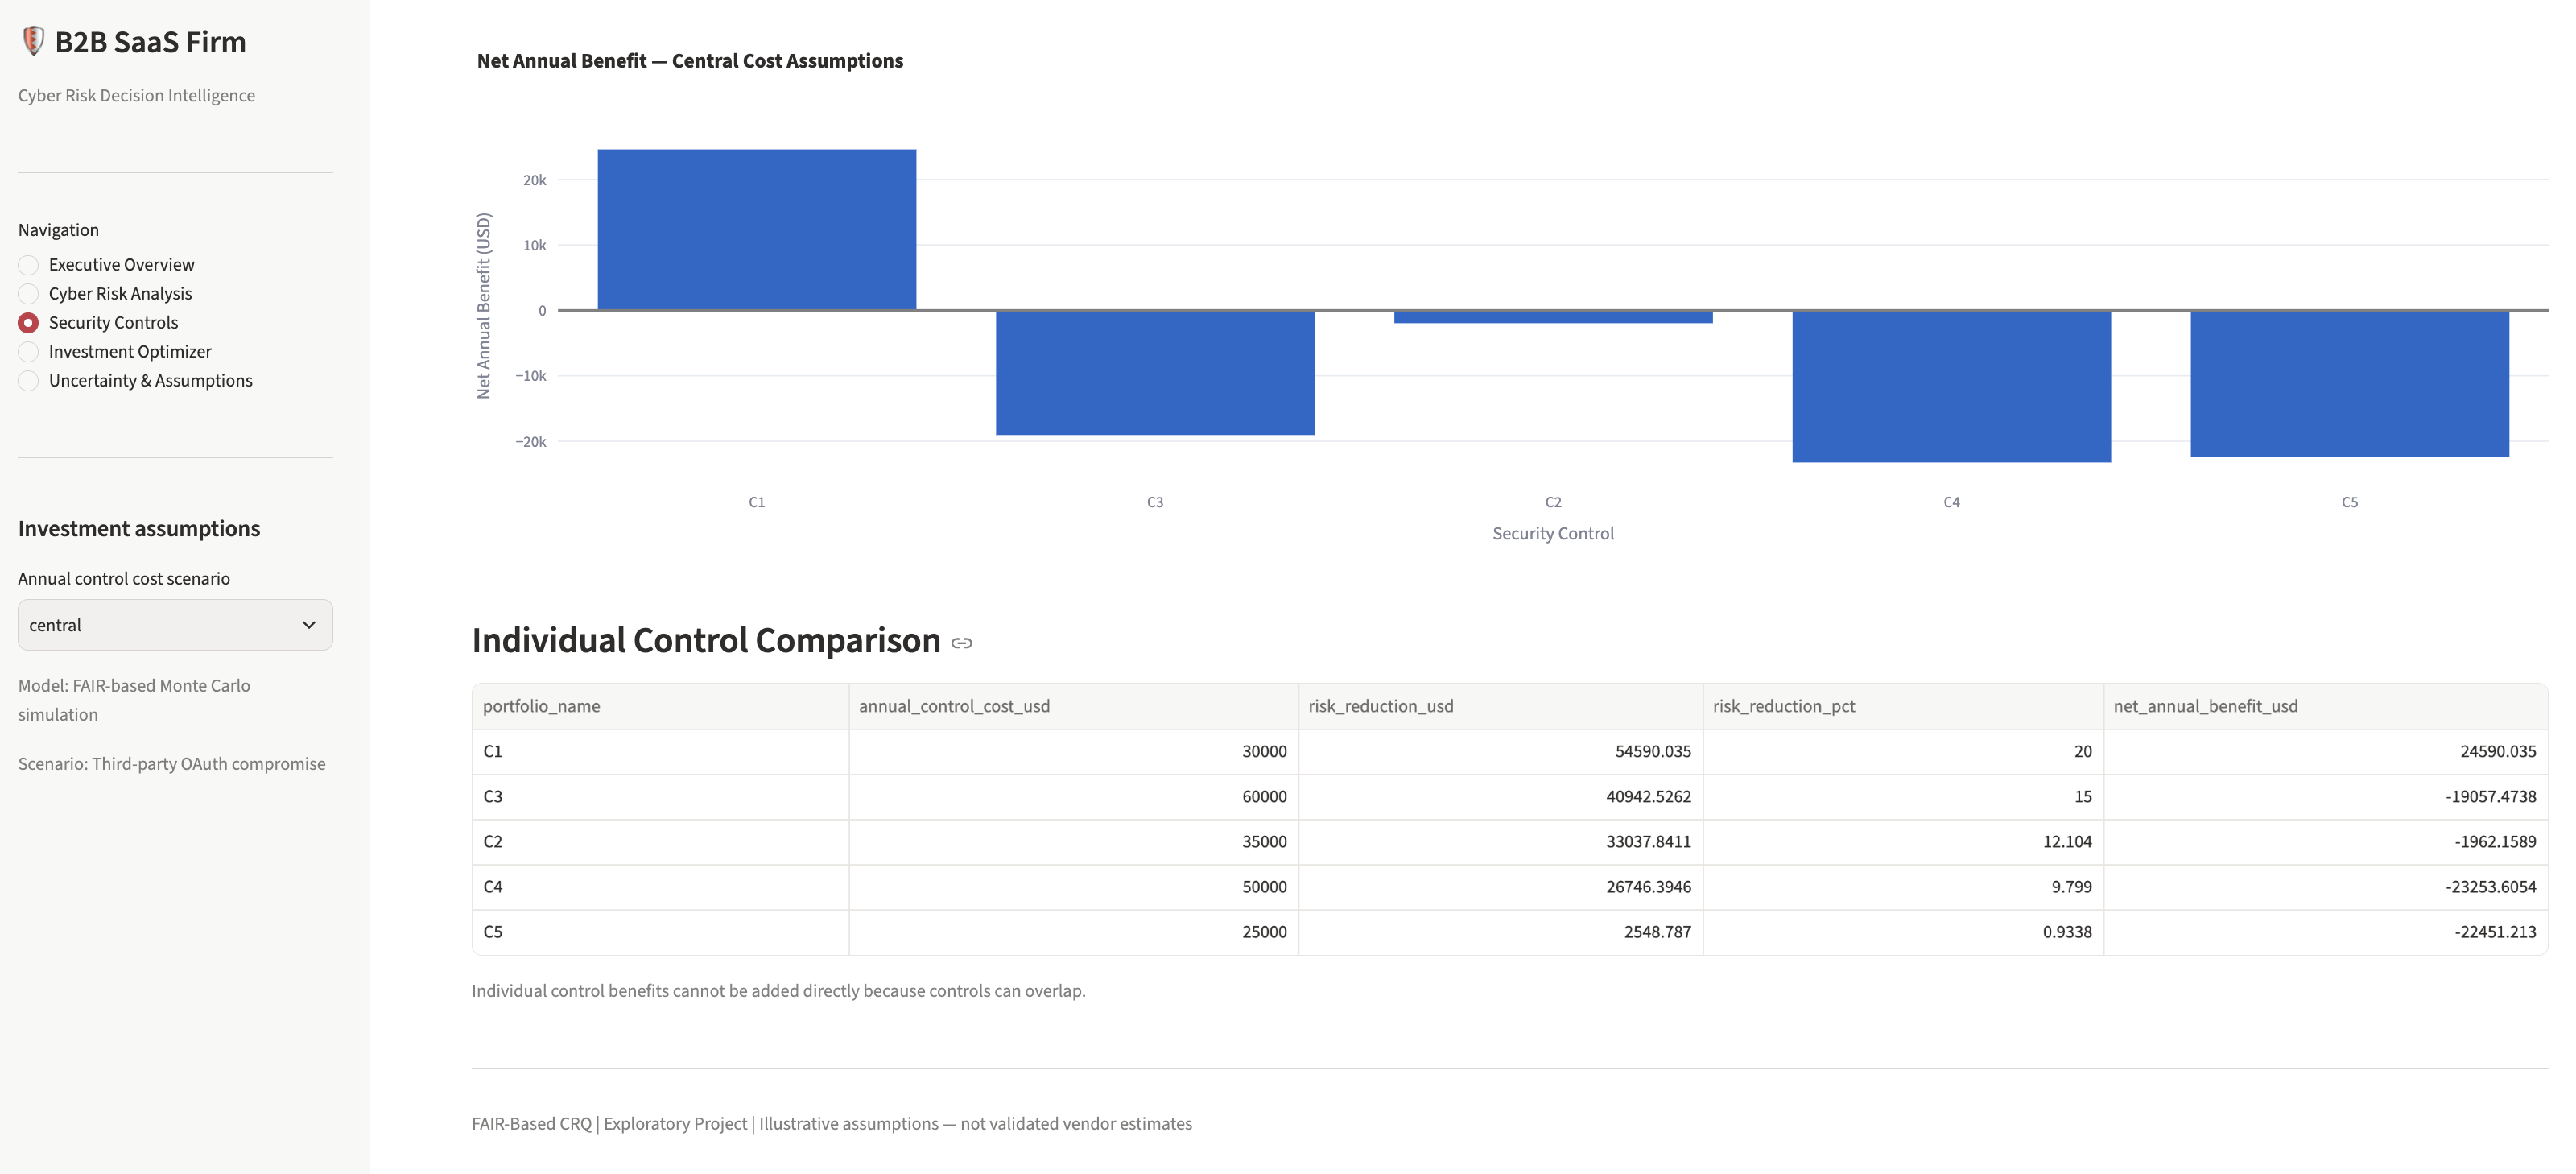 B2B SaaS Firm
Cyber Risk Decision Intelligence
Navigation
Executive Overview
Cyber Risk Analysis
Security Controls
Investment Optimizer
Uncertainty & Assumptions
Investment assumptions
Annual control cost scenario
central
Model: FAIR-based Monte Carlo
simulation
Scenario: Third-party OAuth compromise
Net Annual Benefit — Central Cost Assumptions
Net Annual Benefit (USD)
20k
10k
0
−10k
−20k
C1 C3 C2 C4 C5
Security Control
Individual Control Comparison
portfolio_name annual_control_cost_usd risk_reduction_usd risk_reduction_pct net_annual_benefit_usd
C1 30000 54590.035 20 24590.035
C3 60000 40942.5262 15 -19057.4738
C2 35000 33037.8411 12.104 -1962.1589
C4 50000 26746.3946 9.799 -23253.6054
C5 25000 2548.787 0.9338 -22451.213
Individual control benefits cannot be added directly because controls can overlap.
FAIR-Based CRQ | Exploratory Project | Illustrative assumptions — not validated vendor estimates